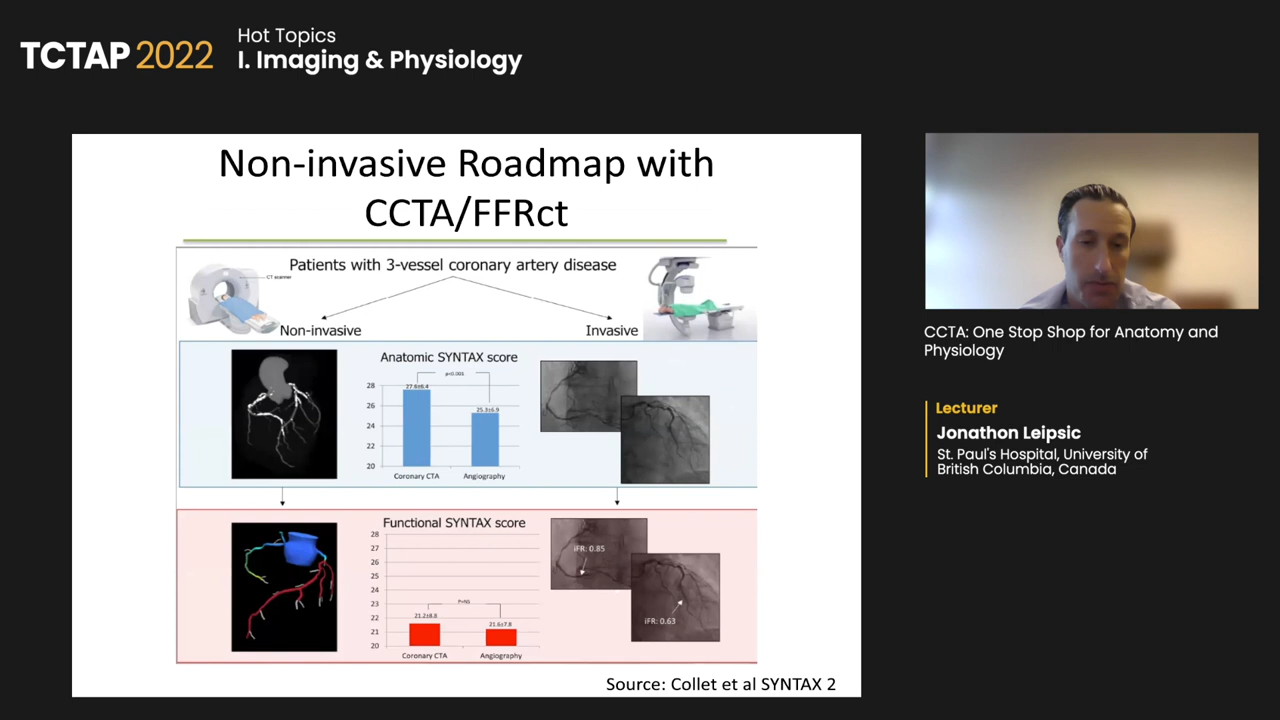 TCTAP 2022
Hot Topics
I. Imaging & Physiology
Non-invasive Roadmap with
CCTA/FFRct
Patients with 3-vessel coronary artery disease
CT scanner
Non-invasive
Invasive
Anatomic SYNTAX score
p<0.001
28
26
24
22
20
27.6±6.4
25.3±6.9
Coronary CTA
Angiography
Functional SYNTAX score
28
27
26
25
24
23
22
21
20
P=NS
21.2±8.8
21.6±7.8
Coronary CTA
Angiography
iFR: 0.85
iFR: 0.63
Source: Collet et al SYNTAX 2
CCTA: One Stop Shop for Anatomy and
Physiology
Lecturer
Jonathon Leipsic
St. Paul's Hospital, University of
British Columbia, Canada